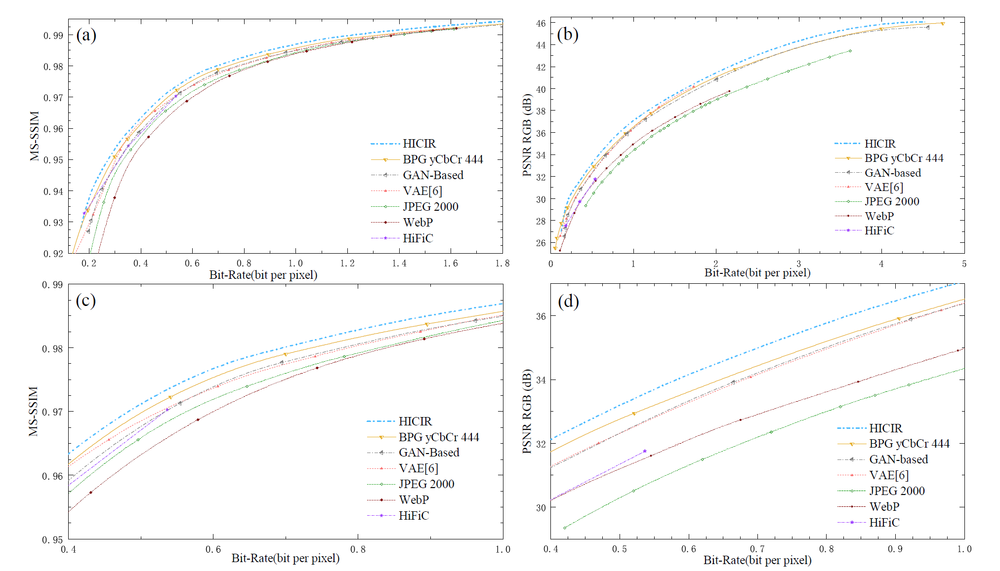 (a)
MS-SSIM
0.99
0.98
0.97
0.96
0.95
0.94
0.93
0.92
0.2 0.4 0.6 0.8 1.0 1.2 1.4 1.6 1.8
Bit-Rate(bit per pixel)
HICIR
BPG yCbCr 444
GAN-Based
VAE[6]
JPEG 2000
WebP
HiFiC
(b)
PSNR RGB (dB)
46
44
42
40
38
36
34
32
30
28
26
0 1 2 3 4 5
Bit-Rate(bit per pixel)
HICIR
BPG yCbCr 444
GAN-based
VAE[6]
JPEG 2000
WebP
HiFiC
(c)
MS-SSIM
0.99
0.98
0.97
0.96
0.95
0.4 0.6 0.8 1.0
Bit-Rate(bit per pixel)
HICIR
BPG yCbCr 444
GAN-Based
VAE[6]
JPEG 2000
WebP
HiFiC
(d)
PSNR RGB (dB)
36
34
32
30
0.4 0.5 0.6 0.7 0.8 0.9 1.0
Bit-Rate(bit per pixel)
HICIR
BPG yCbCr 444
GAN-based
VAE[6]
JPEG 2000
WebP
HiFiC